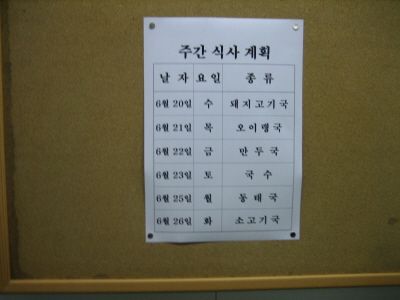 주간 식사 계획
날 자 요 일 종 류
6월 20일 수 돼지고기국
6월 21일 목 오이랭국
6월 22일 금 만 두 국
6월 23일 토 국 수
6월 25일 월 동 태 국
6월 26일 화 소고기국